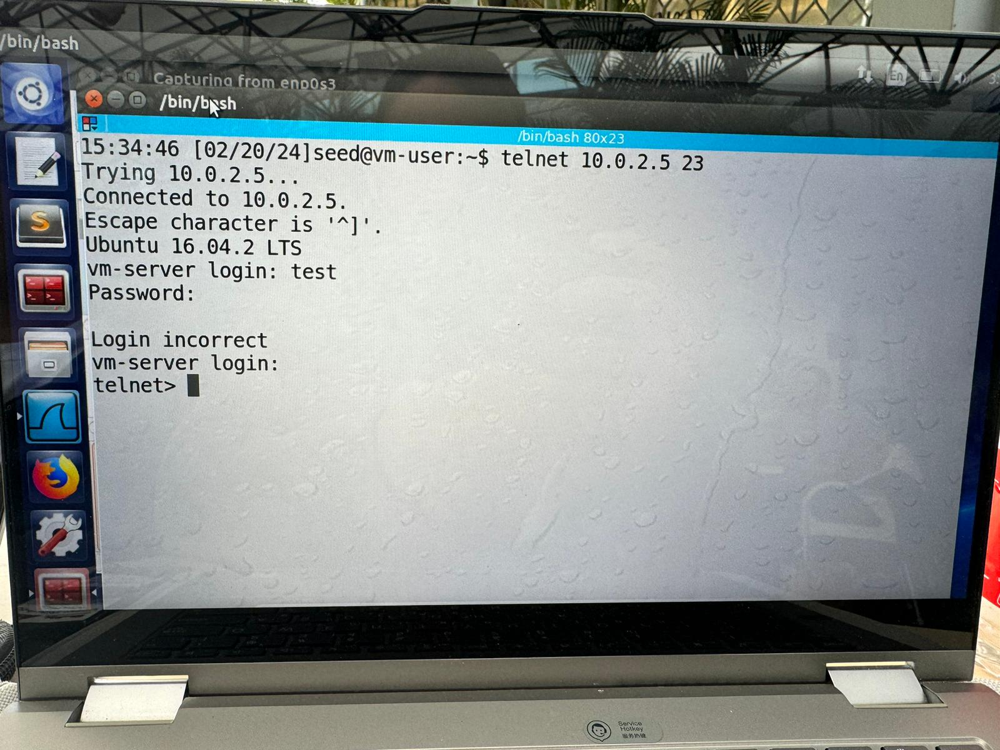 /bin/bash
En
Capturing from enp0s3
/bin/bash
/bin/bash 80x23
15:34:46 [02/20/24]seed@vm-user:~$ telnet 10.0.2.5 23
Trying 10.0.2.5...
Connected to 10.0.2.5.
Escape character is '^]'.
Ubuntu 16.04.2 LTS
vm-server login: test
Password:
Login incorrect
vm-server login:
telnet>
Service
Hotkey